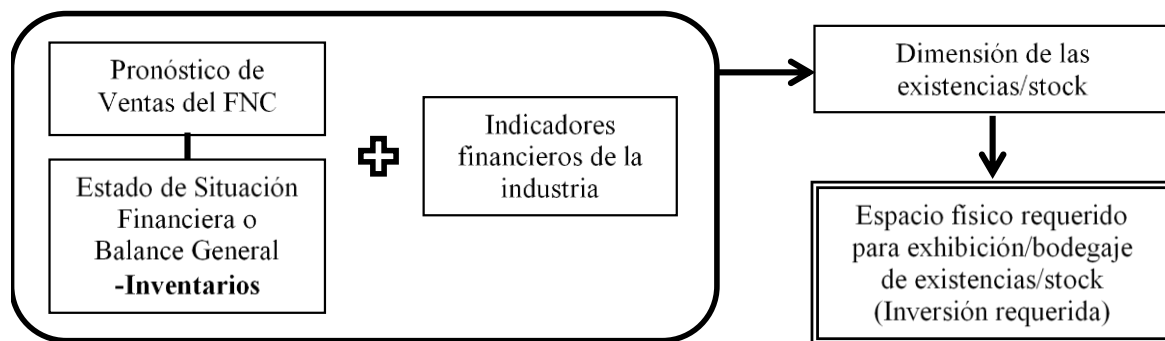 Pronóstico de
Ventas del FNC
Estado de Situación
Financiera o
Balance General
-Inventarios
Indicadores
financieros de la
industria
Dimensión de las
existencias/stock
Espacio físico requerido
para exhibición/bodegaje
de existencias/stock
(Inversión requerida)